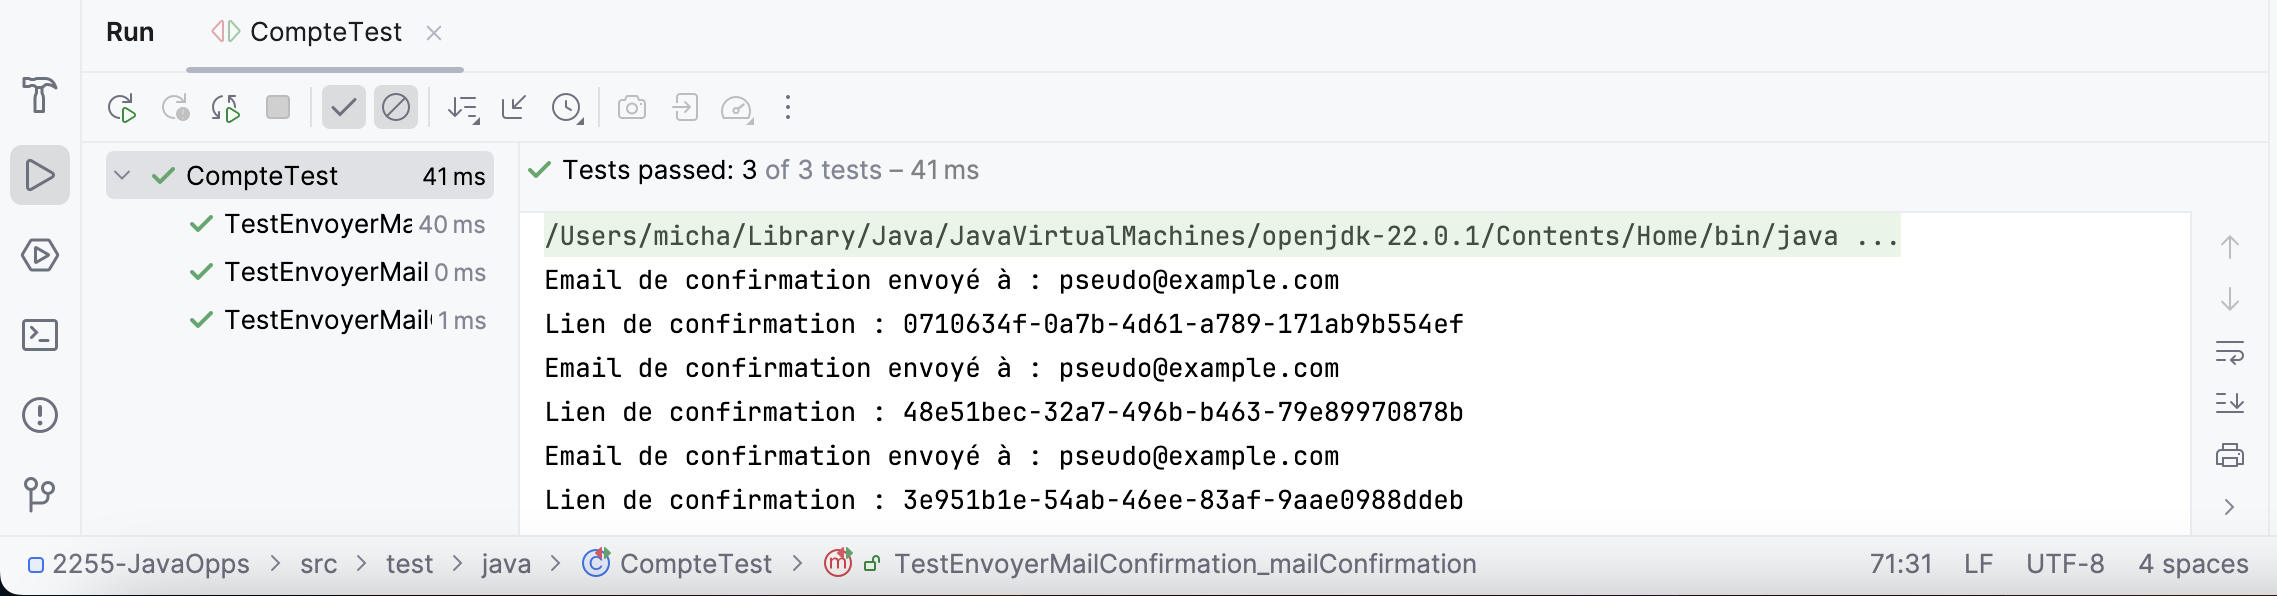 Run CompteTest
CompteTest 41 ms
TestEnvoyerMa 40 ms
TestEnvoyerMail 0 ms
TestEnvoyerMail 1 ms
Tests passed: 3 of 3 tests – 41 ms
/Users/micha/Library/Java/JavaVirtualMachines/openjdk-22.0.1/Contents/Home/bin/java ...
Email de confirmation envoyé à : pseudo@example.com
Lien de confirmation : 0710634f-0a7b-4d61-a789-171ab9b554ef
Email de confirmation envoyé à : pseudo@example.com
Lien de confirmation : 48e51bec-32a7-496b-b463-79e89970878b
Email de confirmation envoyé à : pseudo@example.com
Lien de confirmation : 3e951b1e-54ab-46ee-83af-9aae0988ddeb
2255-JavaOpps > src > test > java > CompteTest > TestEnvoyerMailConfirmation_mailConfirmation 71:31 LF UTF-8 4 spaces